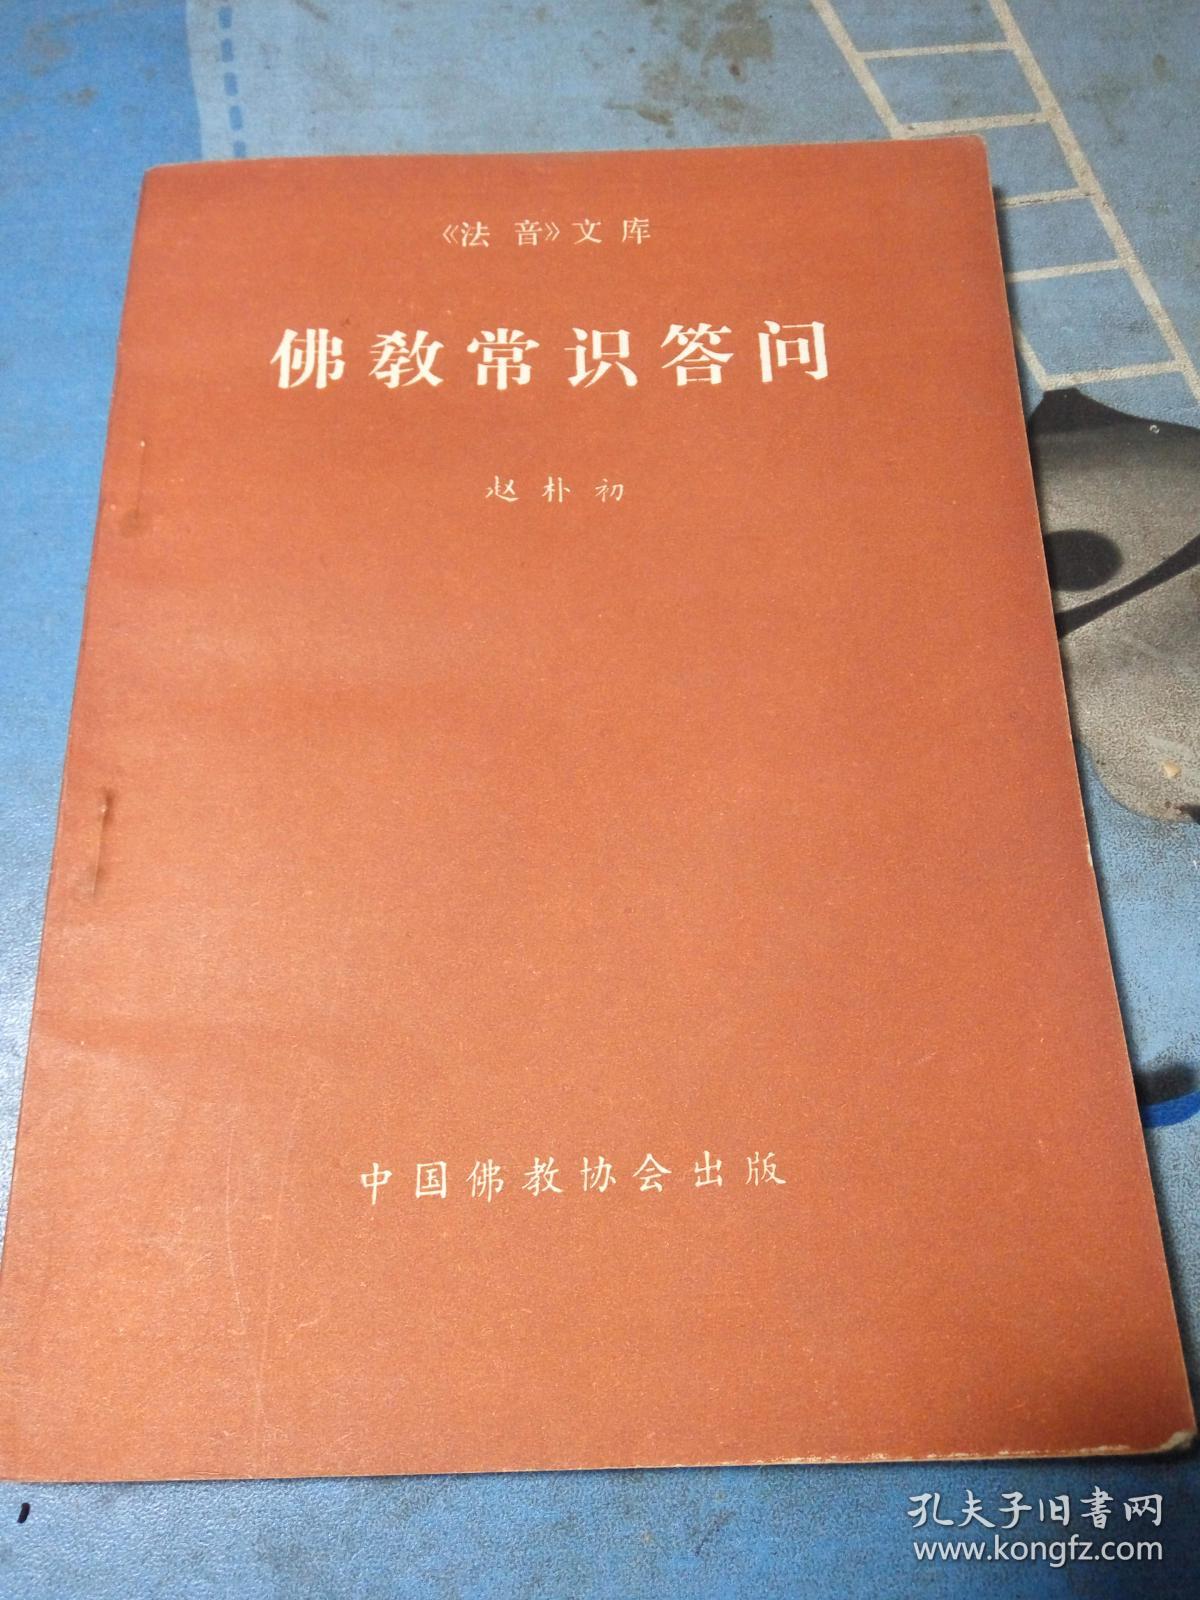 《法音》文库
佛教常识答问
赵朴初
中国佛教协会出版
孔夫子旧書网
www.kongfz.com